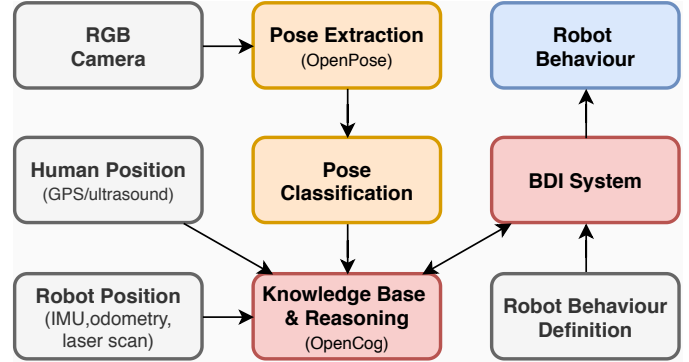 RGB
Camera
Pose Extraction
(OpenPose)
Robot
Behaviour
Human Position
(GPS/ultrasound)
Pose
Classification
BDI System
Robot Position
(IMU,odometry,
laser scan)
Knowledge Base
& Reasoning
(OpenCog)
Robot Behaviour
Definition